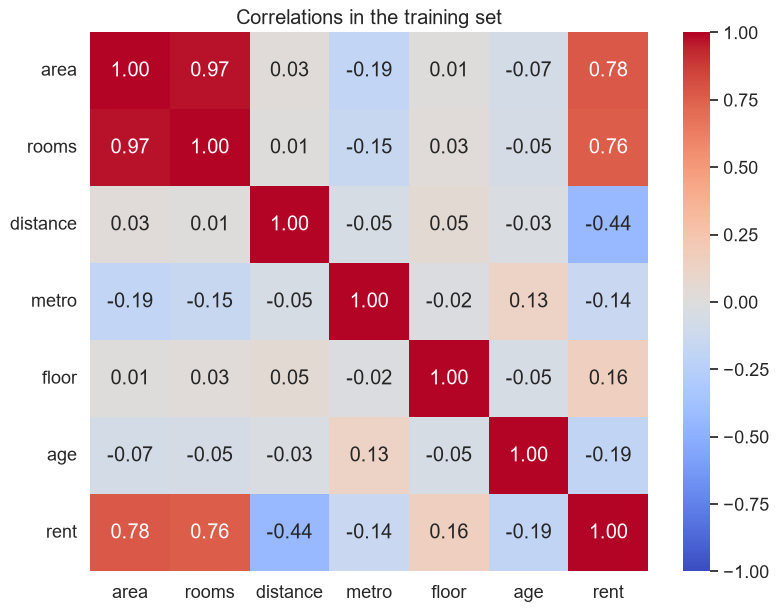 Correlations in the training set
area 1.00 0.97 0.03 -0.19 0.01 -0.07 0.78
rooms 0.97 1.00 0.01 -0.15 0.03 -0.05 0.76
distance 0.03 0.01 1.00 -0.05 0.05 -0.03 -0.44
metro -0.19 -0.15 -0.05 1.00 -0.02 0.13 -0.14
floor 0.01 0.03 0.05 -0.02 1.00 -0.05 0.16
age -0.07 -0.05 -0.03 0.13 -0.05 1.00 -0.19
rent 0.78 0.76 -0.44 -0.14 0.16 -0.19 1.00
area rooms distance metro floor age rent
1.00
0.75
0.50
0.25
0.00
−0.25
−0.50
−0.75
−1.00